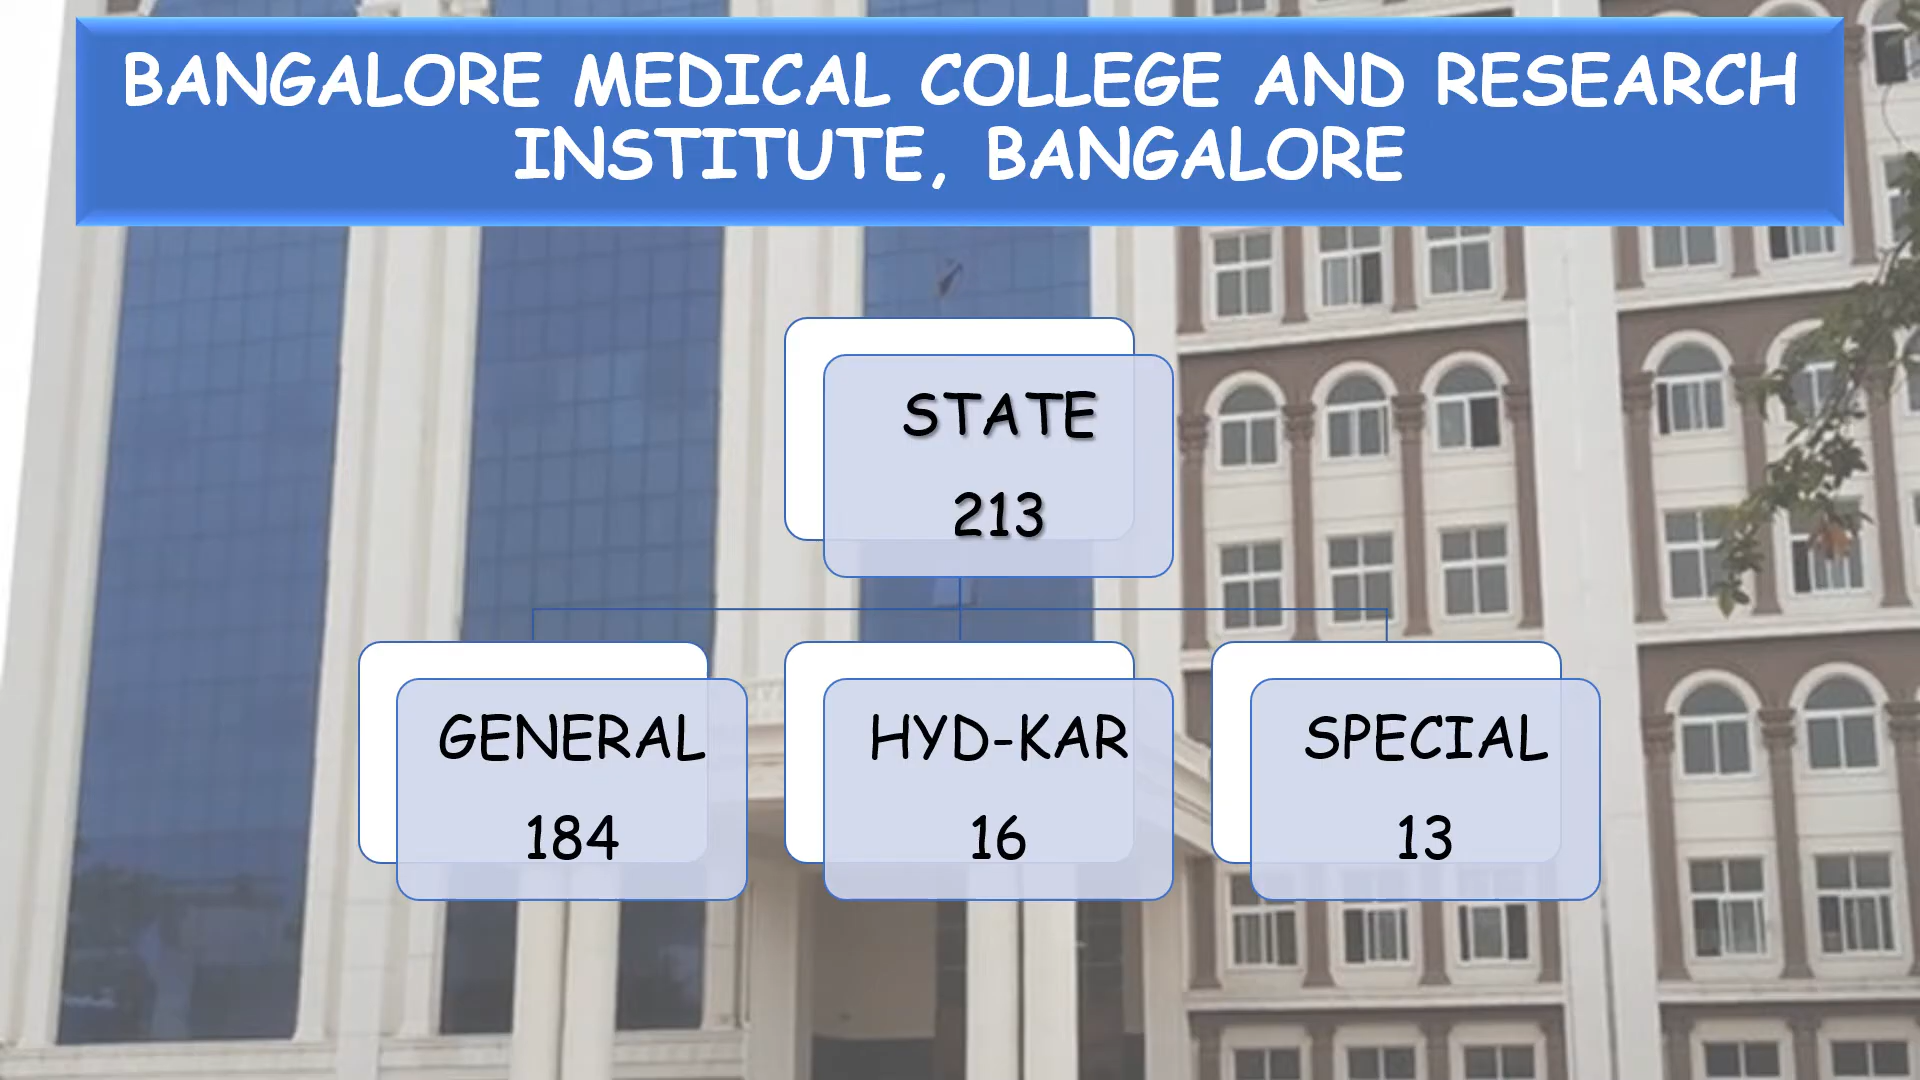 BANGALORE MEDICAL COLLEGE AND RESEARCH
INSTITUTE, BANGALORE
STATE
213
GENERAL
184
HYD-KAR
16
SPECIAL
13